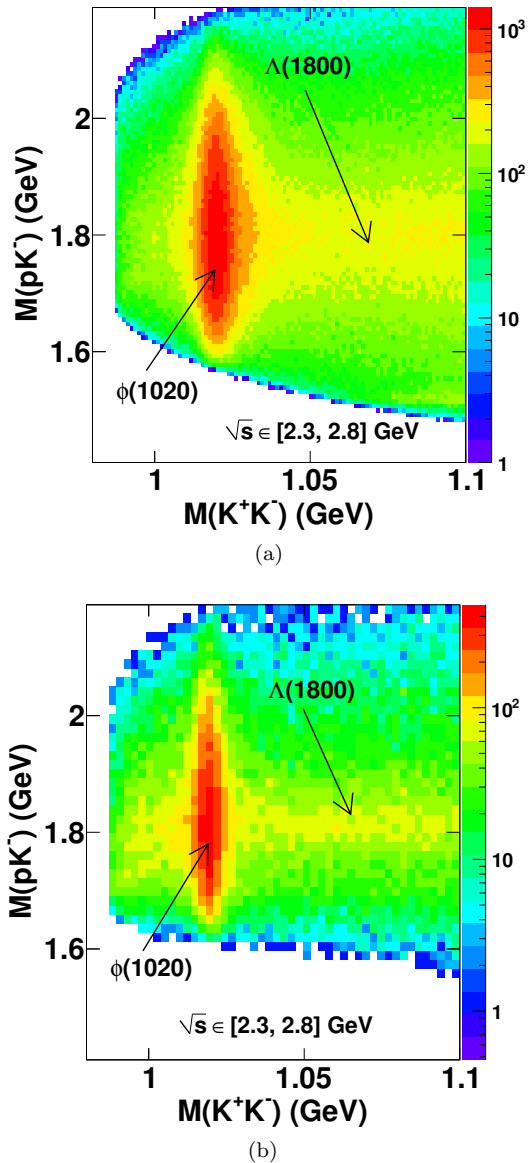 10³
Λ(1800)
2
M(pK⁻) (GeV)
10²
1.8
10
1.6
ϕ(1020)
√s ∈ [2.3, 2.8] GeV
1
1 1.05 1.1
M(K⁺K⁻) (GeV)
(a)
Λ(1800)
2
10²
M(pK⁻) (GeV)
1.8
10
1.6
ϕ(1020)
√s ∈ [2.3, 2.8] GeV
1
1 1.05 1.1
M(K⁺K⁻) (GeV)
(b)